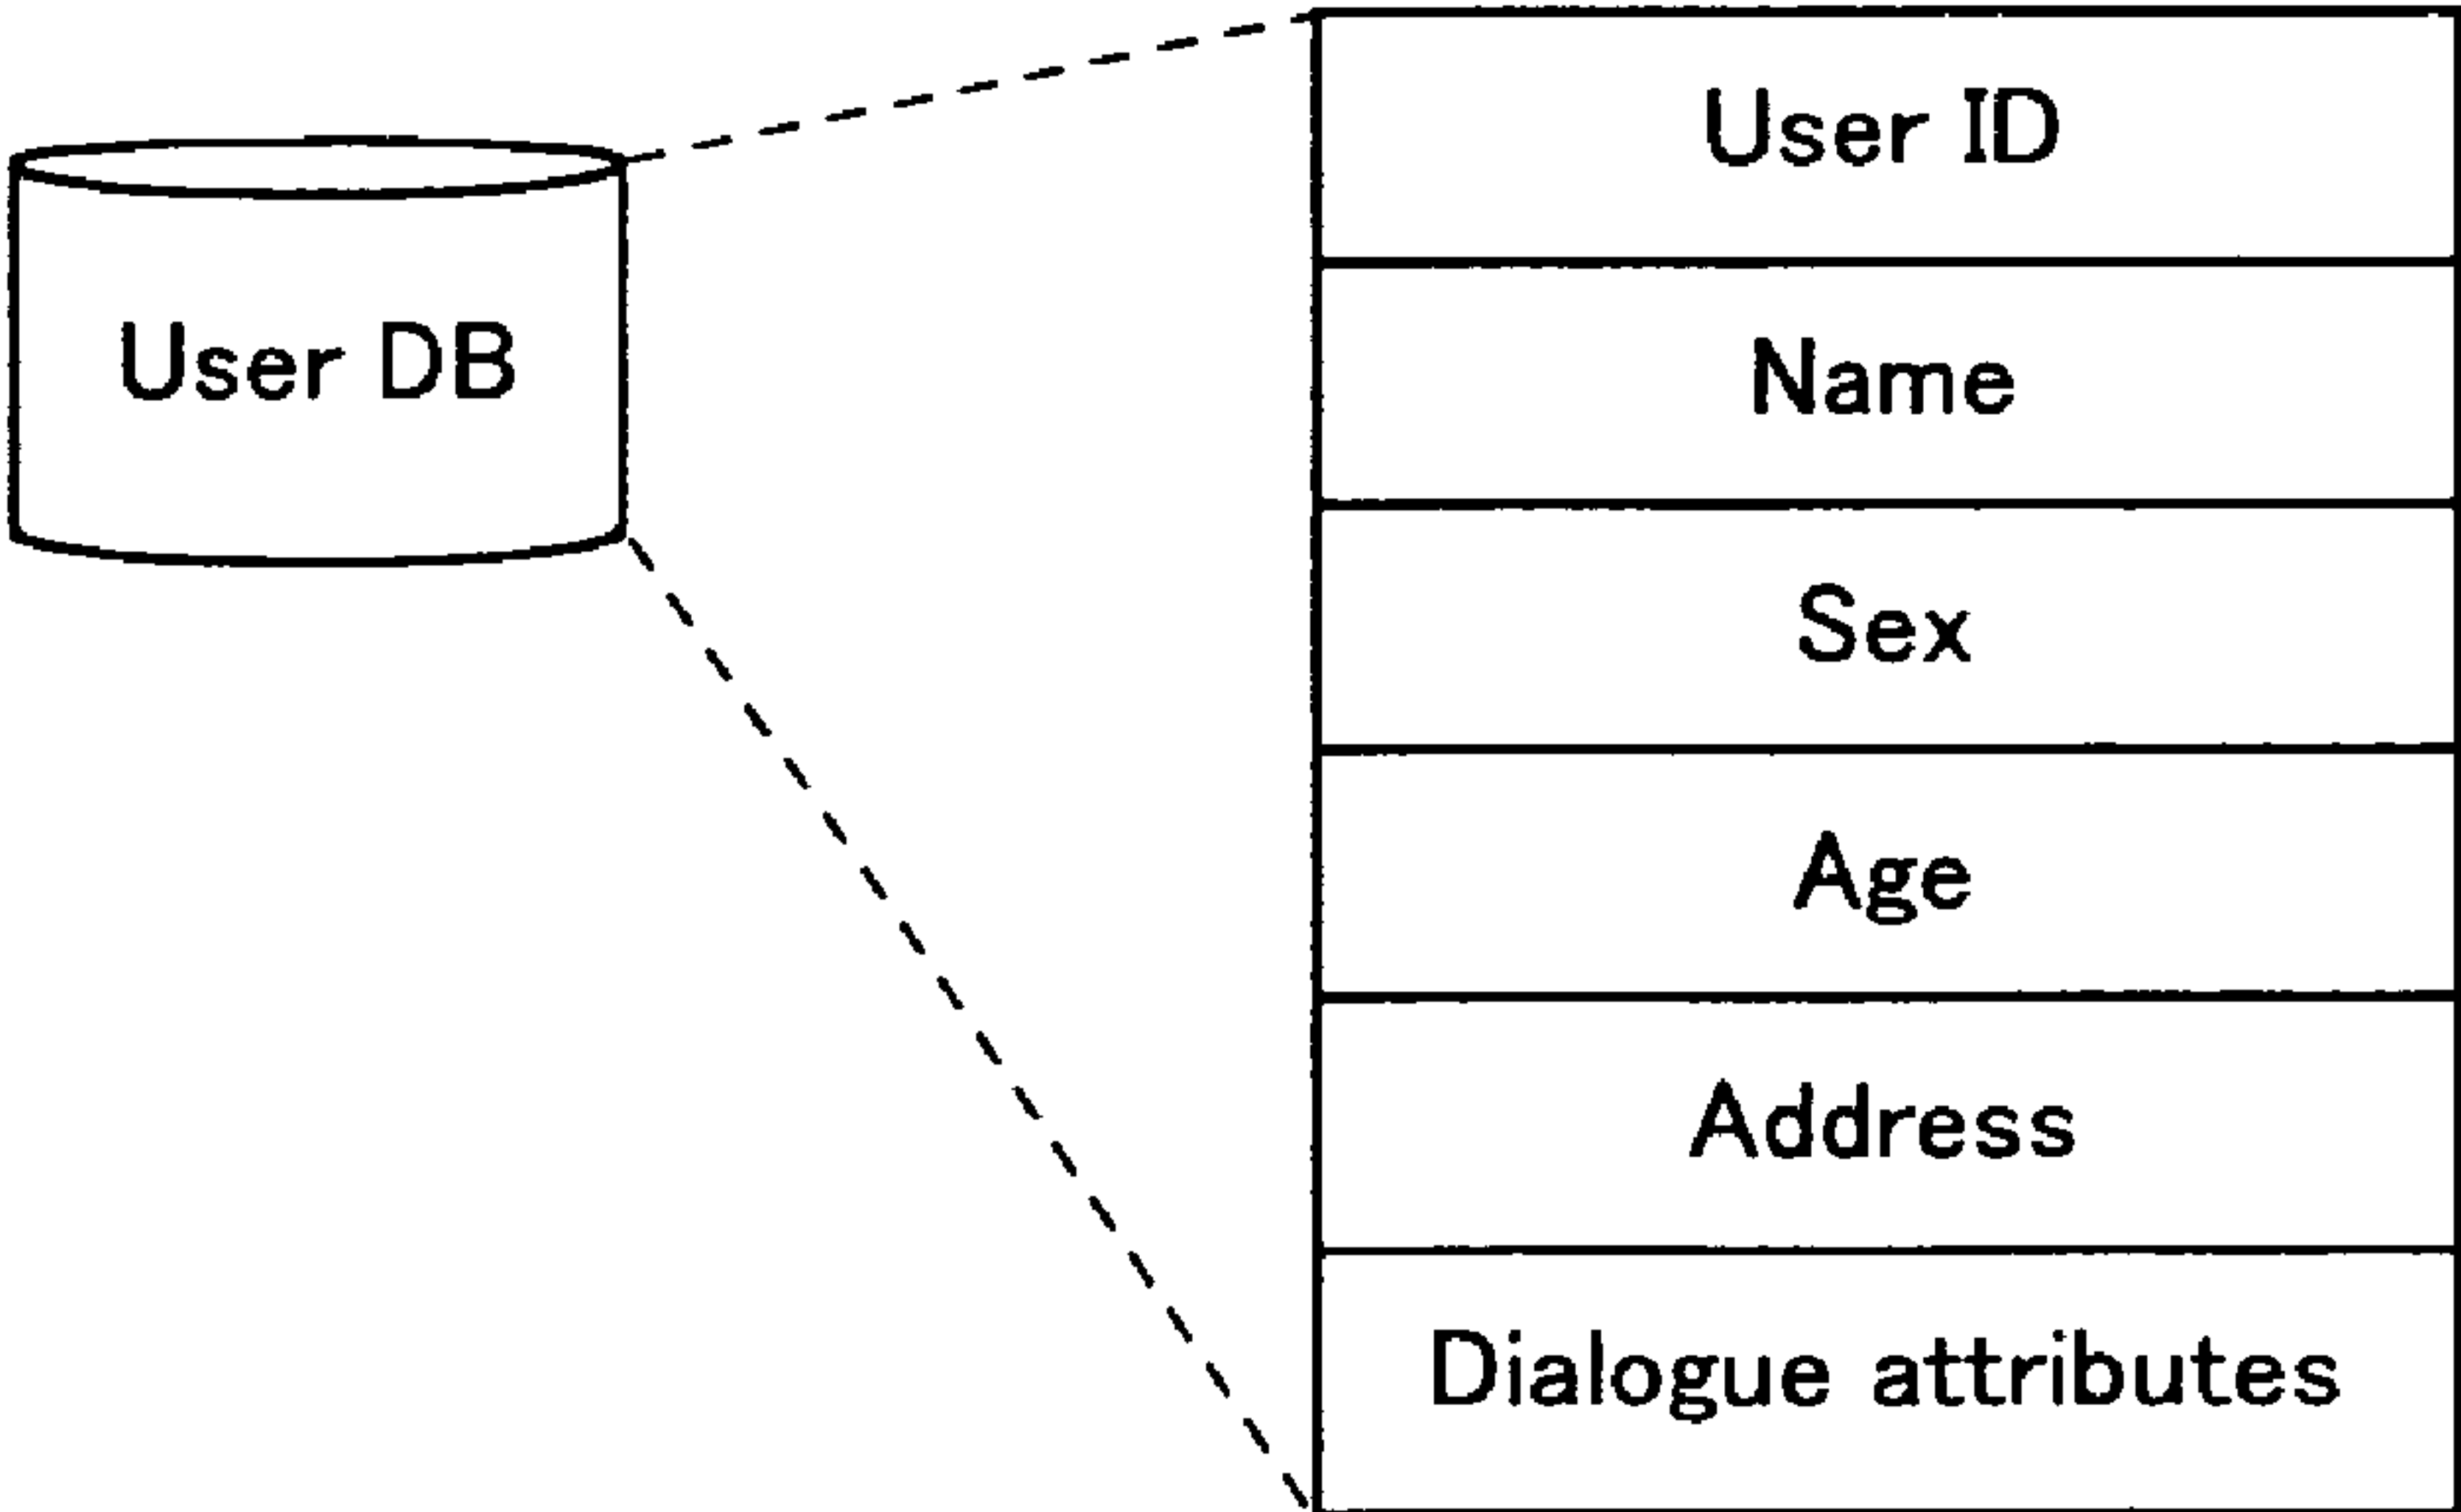 User DB
User ID
Name
Sex
Age
Address
Dialogue attributes